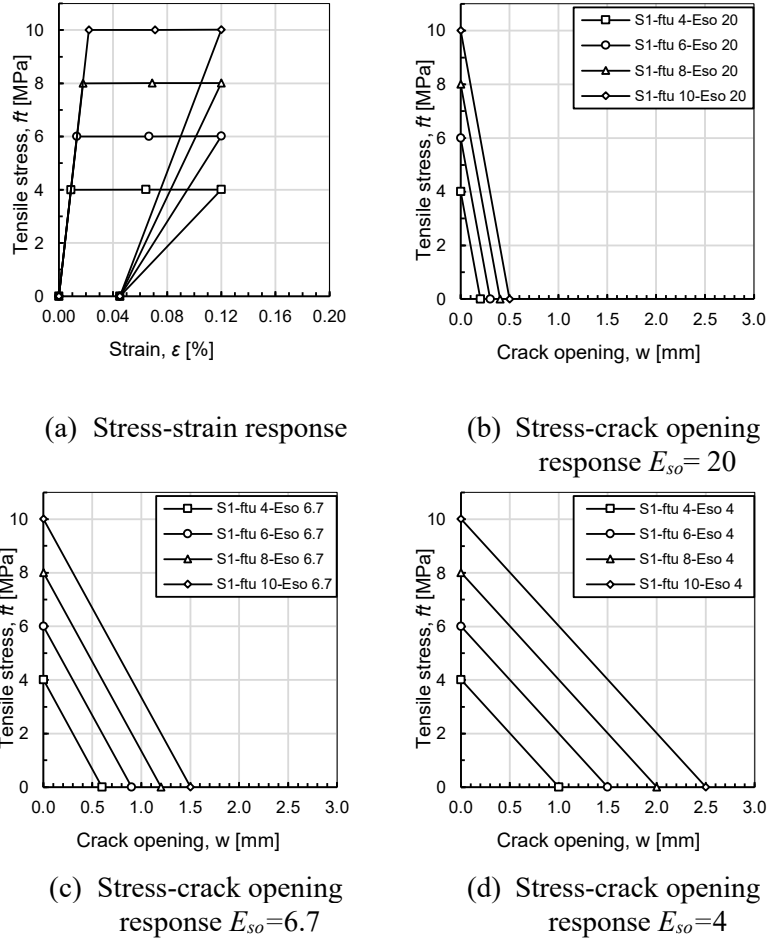 Tensile stress, ft [MPa]
10
8
6
4
2
0
0.00 0.04 0.08 0.12 0.16 0.20
Strain, ε [%]
(a) Stress-strain response
Tensile stress, ft [MPa]
10
8
6
4
2
0
S1-ftu 4-Eso 20
S1-ftu 6-Eso 20
S1-ftu 8-Eso 20
S1-ftu 10-Eso 20
0.0 0.5 1.0 1.5 2.0 2.5 3.0
Crack opening, w [mm]
(b) Stress-crack opening
response Eso= 20
Tensile stress, ft [MPa]
10
8
6
4
2
0
S1-ftu 4-Eso 6.7
S1-ftu 6-Eso 6.7
S1-ftu 8-Eso 6.7
S1-ftu 10-Eso 6.7
0.0 0.5 1.0 1.5 2.0 2.5 3.0
Crack opening, w [mm]
(c) Stress-crack opening
response Eso=6.7
Tensile stress, ft [MPa]
10
8
6
4
2
0
S1-ftu 4-Eso 4
S1-ftu 6-Eso 4
S1-ftu 8-Eso 4
S1-ftu 10-Eso 4
0.0 0.5 1.0 1.5 2.0 2.5 3.0
Crack opening, w [mm]
(d) Stress-crack opening
response Eso=4